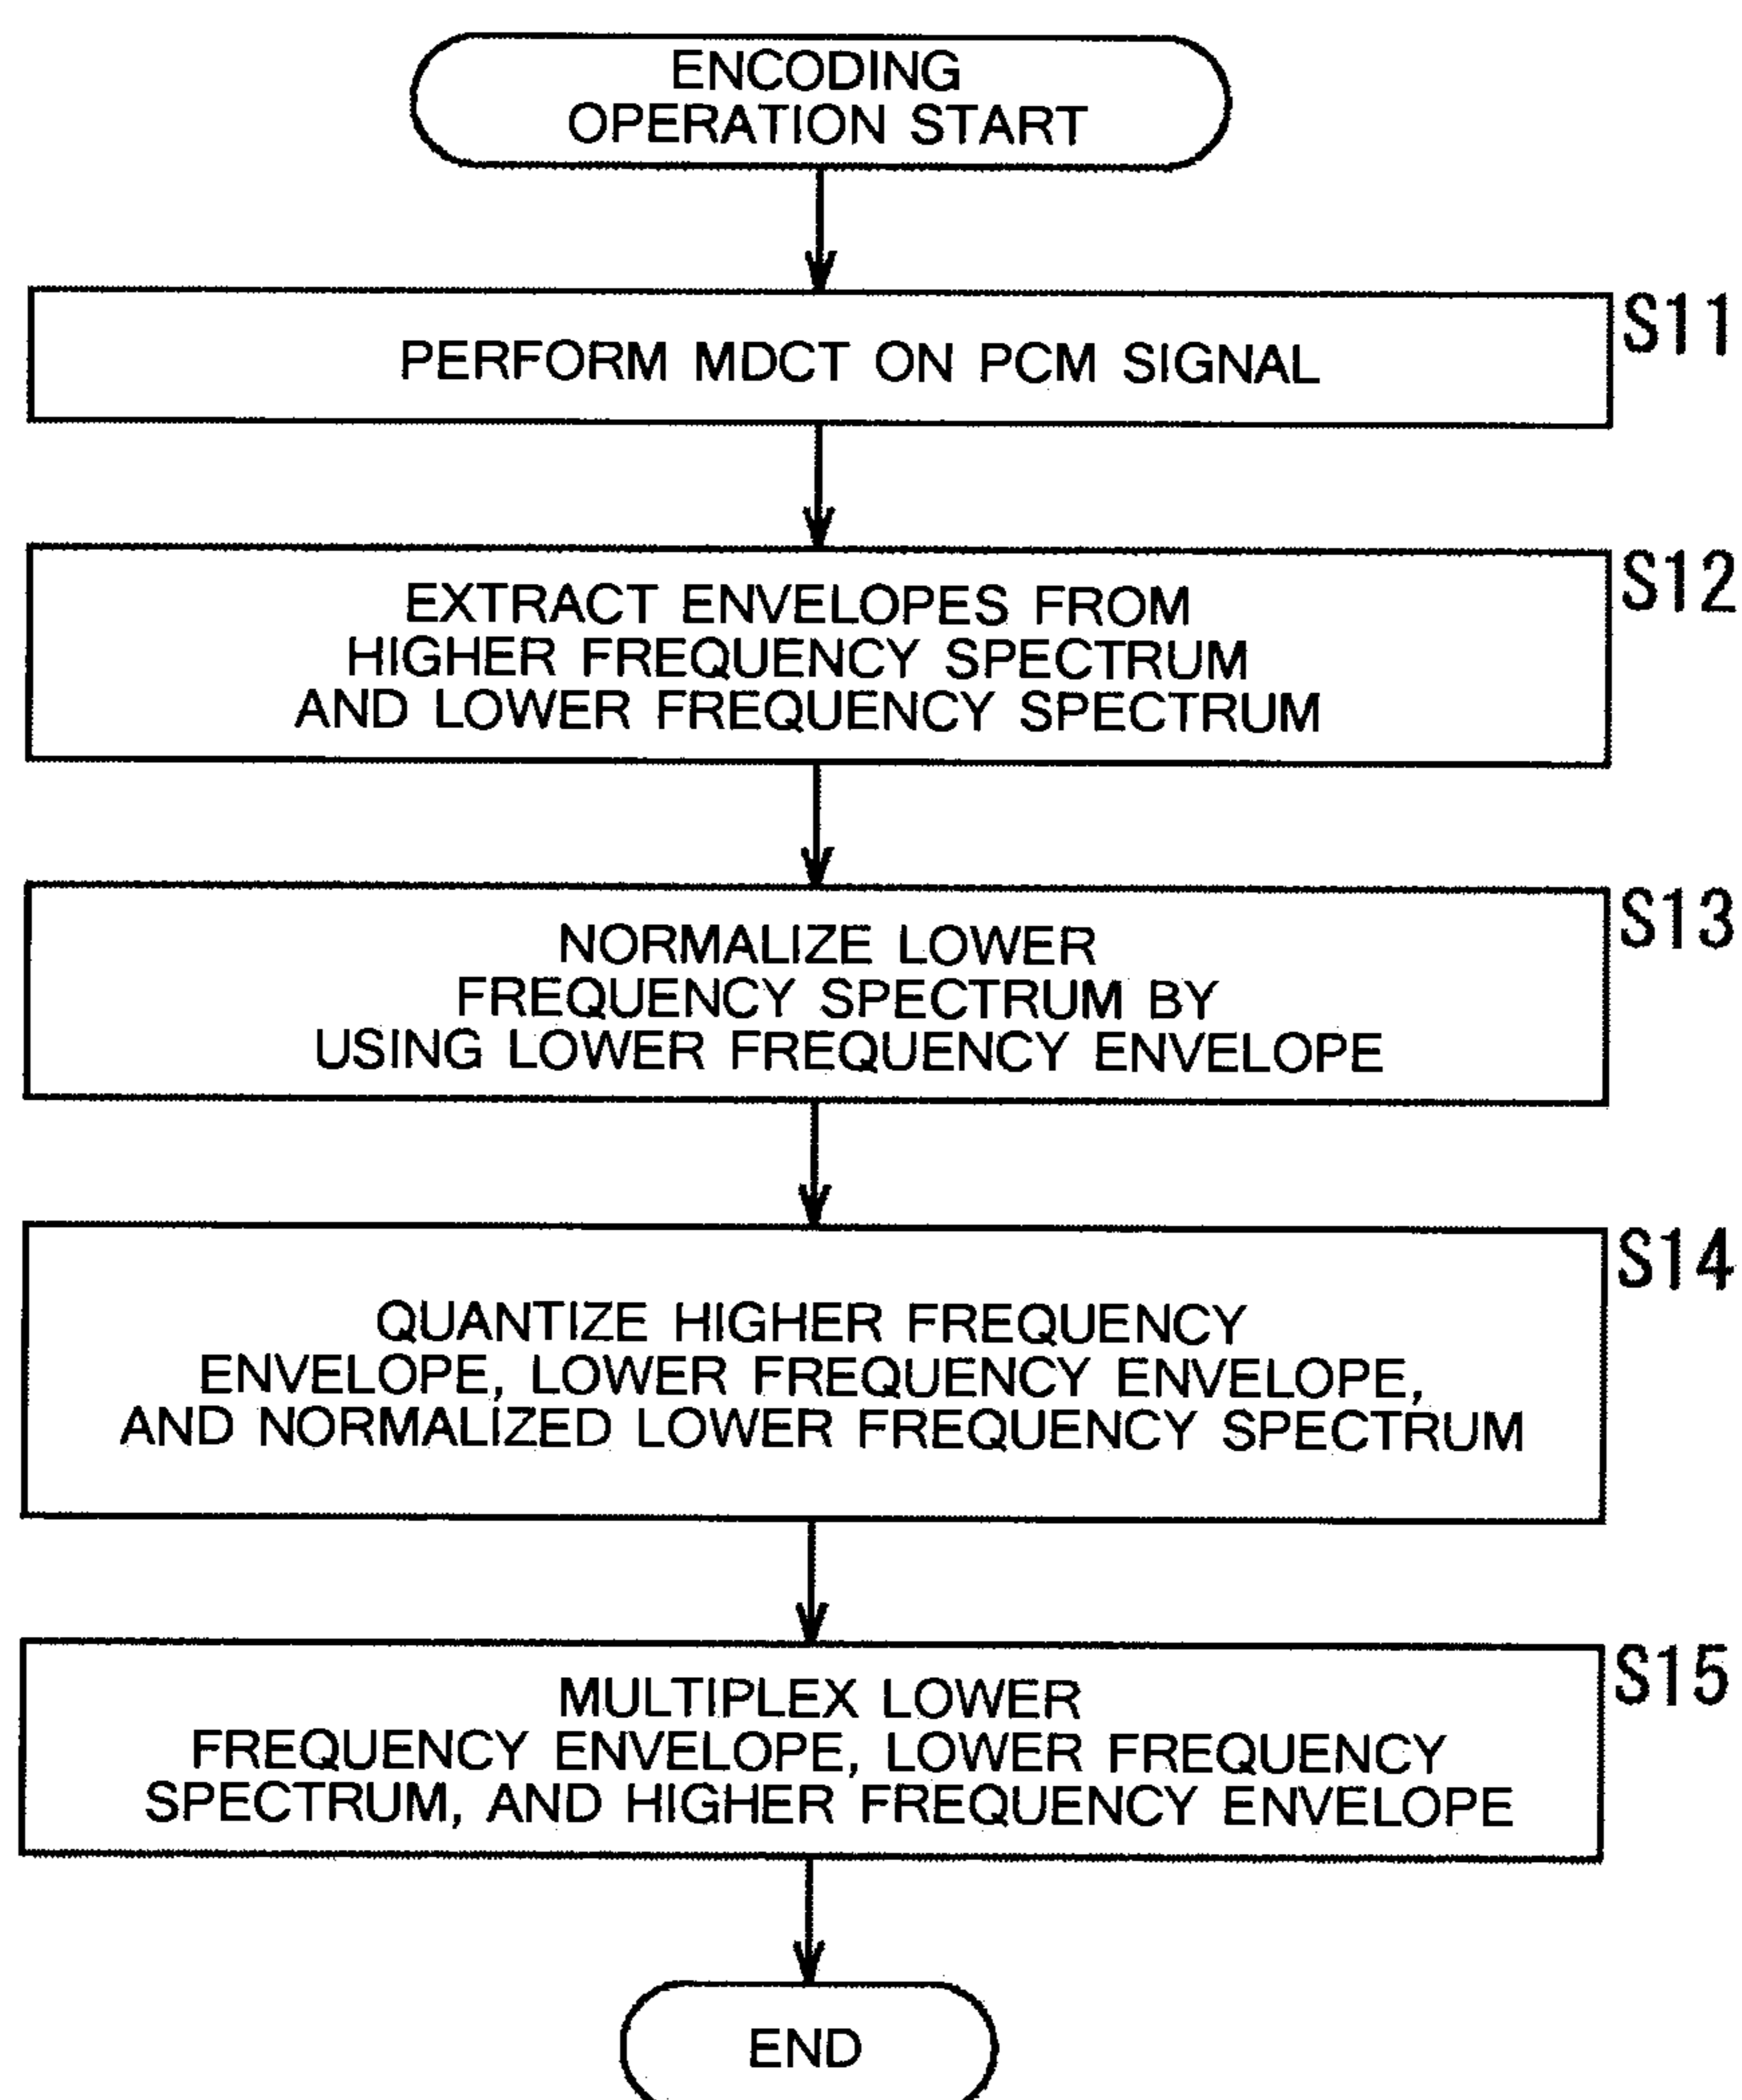 ENCODING
OPERATION START
S11
PERFORM MDCT ON PCM SIGNAL
S12
EXTRACT ENVELOPES FROM
HIGHER FREQUENCY SPECTRUM
AND LOWER FREQUENCY SPECTRUM
S13
NORMALIZE LOWER
FREQUENCY SPECTRUM BY
USING LOWER FREQUENCY ENVELOPE
S14
QUANTIZE HIGHER FREQUENCY
ENVELOPE, LOWER FREQUENCY ENVELOPE,
AND NORMALIZED LOWER FREQUENCY SPECTRUM
S15
MULTIPLEX LOWER
FREQUENCY ENVELOPE, LOWER FREQUENCY
SPECTRUM, AND HIGHER FREQUENCY ENVELOPE
END